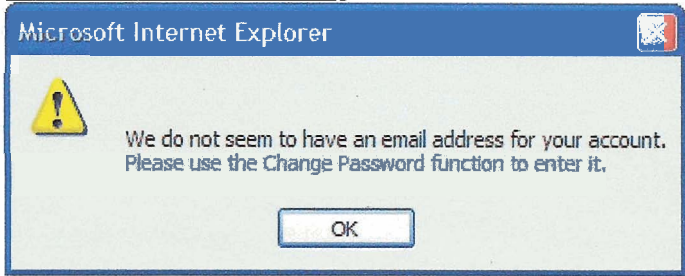 Microsoft Internet Explorer
We do not seem to have an email address for your account.
Please use the Change Password function to enter it.
OK